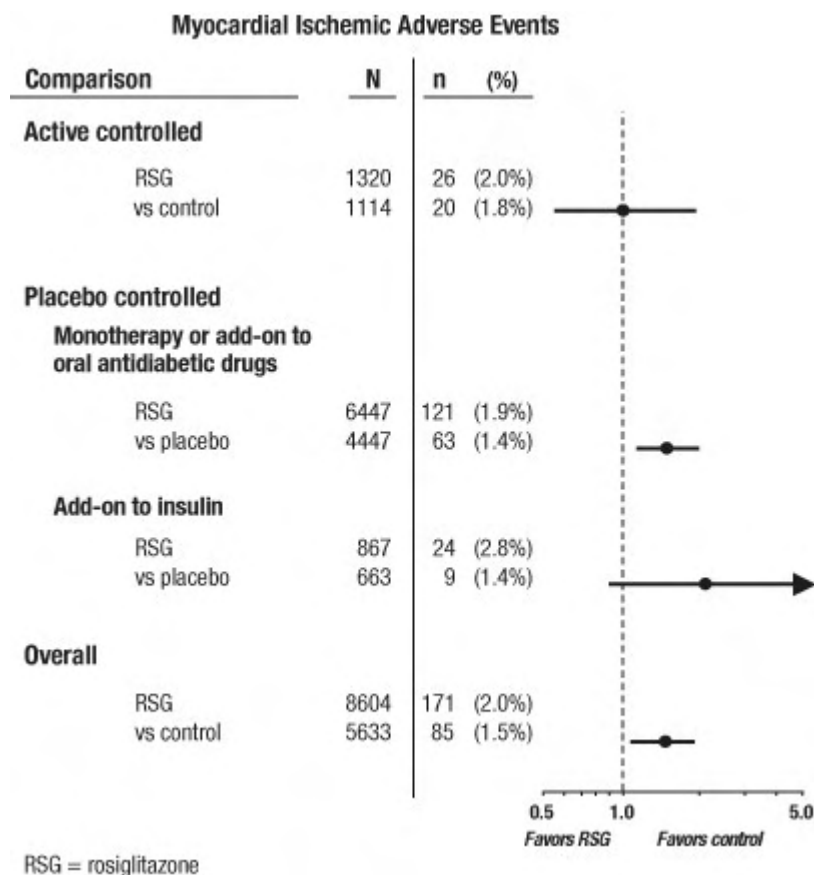 Myocardial Ischemic Adverse Events
Comparison N n (%)
Active controlled
RSG 1320 26 (2.0%)
vs control 1114 20 (1.8%)
Placebo controlled
Monotherapy or add-on to
oral antidiabetic drugs
RSG 6447 121 (1.9%)
vs placebo 4447 63 (1.4%)
Add-on to insulin
RSG 867 24 (2.8%)
vs placebo 663 9 (1.4%)
Overall
RSG 8604 171 (2.0%)
vs control 5633 85 (1.5%)
0.5 1.0 5.0
Favors RSG Favors control
RSG = rosiglitazone